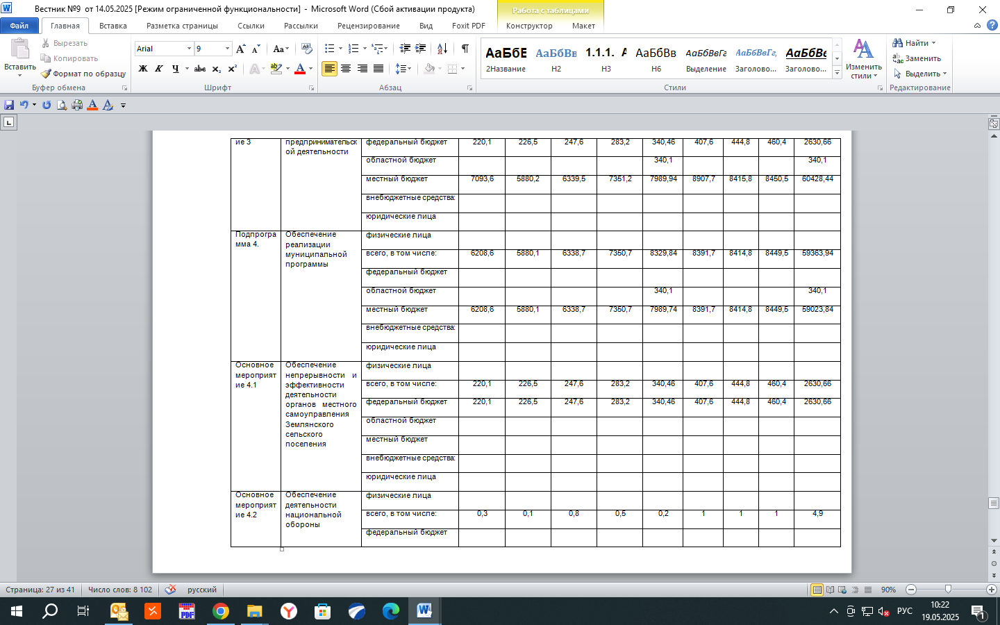 Вестник №9 от 14.05.2025 [Режим ограниченной функциональности] - Microsoft Word (Сбой активации продукта)
Работа с таблицами
Файл Главная Вставка Разметка страницы Ссылки Рассылки Рецензирование Вид Foxit PDF Конструктор Макет
Вставить
Вырезать
Копировать
Формат по образцу
Буфер обмена
Arial 9
Ж К Ч abc x₂ x²
Шрифт
Абзац
АаБбЕ АаБбВв 1.1.1. А АаБбВв АаБбВвГг АаБбВвГг, АаБбВв
2Название H2 H3 H6 Выделение Заголово... Заголово...
Стили
Изменить стили
Найти
Заменить
Выделить
Редактирование
ие 3 предпринимательск федеральный бюджет 220,1 226,5 247,6 283,2 340,46 407,6 444,8 460,4 2630,66
ой деятельности
областной бюджет 340,1 340,1
местный бюджет 7093,6 5880,2 6339,5 7351,2 7989,94 8907,7 8415,8 8450,5 60428,44
внебюджетные средства:
юридические лица
Подпрогра Обеспечение физические лица
мма 4. реализации
муниципальной всего, в том числе: 6208,6 5880,1 6338,7 7350,7 8329,84 8391,7 8414,8 8449,5 59363,94
программы
федеральный бюджет
областной бюджет 340,1 340,1
местный бюджет 6208,6 5880,1 6338,7 7350,7 7989,74 8391,7 8414,8 8449,5 59023,84
внебюджетные средства:
юридические лица
Основное Обеспечение физические лица
мероприят непрерывности и
ие 4.1 эффективности всего, в том числе: 220,1 226,5 247,6 283,2 340,46 407,6 444,8 460,4 2630,66
деятельности
органов местного федеральный бюджет 220,1 226,5 247,6 283,2 340,46 407,6 444,8 460,4 2630,66
самоуправления
Землянского областной бюджет
сельского
поселения местный бюджет
внебюджетные средства:
юридические лица
Основное Обеспечение физические лица
мероприят деятельности
ие 4.2 национальной всего, в том числе: 0,3 0,1 0,8 0,5 0,2 1 1 1 4,9
обороны
федеральный бюджет
Страница: 27 из 41 Число слов: 8 102 русский 90%
РУС
10:22
19.05.2025
1